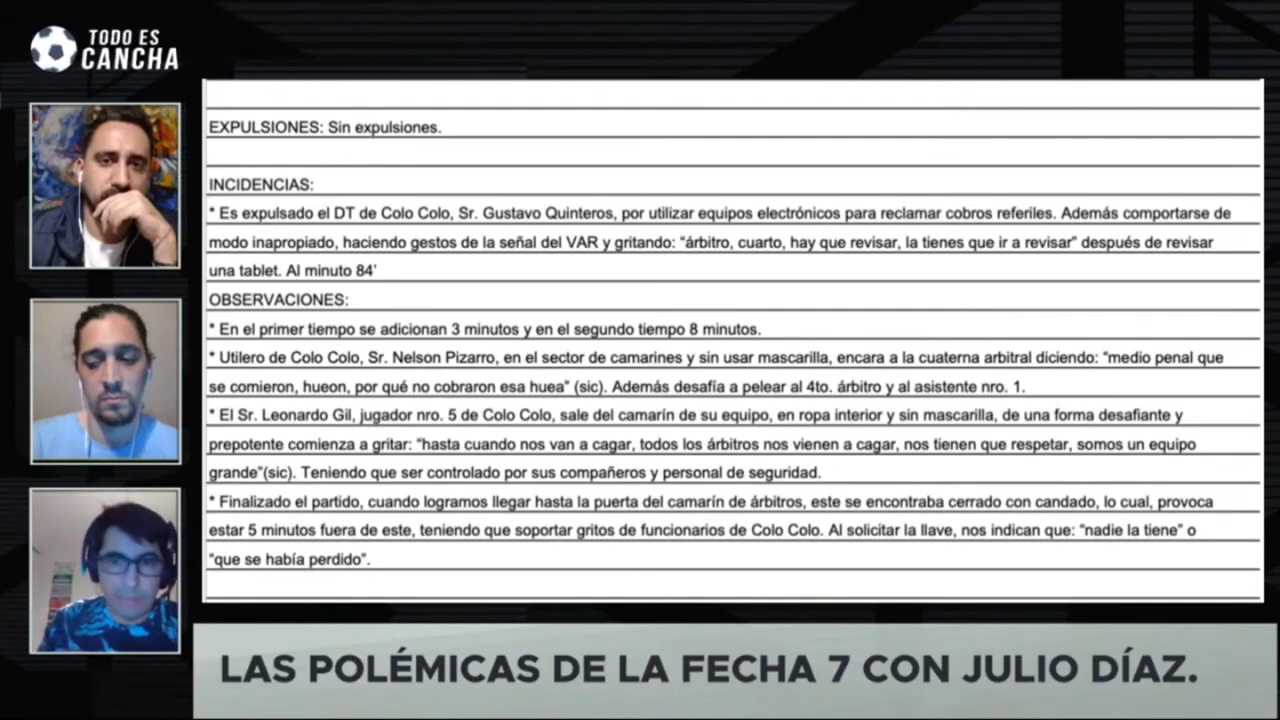 TODO ES
CANCHA
EXPULSIONES: Sin expulsiones.
INCIDENCIAS:
* Es expulsado el DT de Colo Colo, Sr. Gustavo Quinteros, por utilizar equipos electrónicos para reclamar cobros referiles. Además comportarse de
modo inapropiado, haciendo gestos de la señal del VAR y gritando: “árbitro, cuarto, hay que revisar, la tienes que ir a revisar” después de revisar
una tablet. Al minuto 84’
OBSERVACIONES:
* En el primer tiempo se adicionan 3 minutos y en el segundo tiempo 8 minutos.
* Utilero de Colo Colo, Sr. Nelson Pizarro, en el sector de camarines y sin usar mascarilla, encara a la cuaterna arbitral diciendo: “medio penal que
se comieron, hueon, por qué no cobraron esa huea” (sic). Además desafía a pelear al 4to. árbitro y al asistente nro. 1.
* El Sr. Leonardo Gil, jugador nro. 5 de Colo Colo, sale del camarín de su equipo, en ropa interior y sin mascarilla, de una forma desafiante y
prepotente comienza a gritar: “hasta cuando nos van a cagar, todos los árbitros nos vienen a cagar, nos tienen que respetar, somos un equipo
grande”(sic). Teniendo que ser controlado por sus compañeros y personal de seguridad.
* Finalizado el partido, cuando logramos llegar hasta la puerta del camarín de árbitros, este se encontraba cerrado con candado, lo cual, provoca
estar 5 minutos fuera de este, teniendo que soportar gritos de funcionarios de Colo Colo. Al solicitar la llave, nos indican que: “nadie la tiene” o
“que se había perdido”.
LAS POLÉMICAS DE LA FECHA 7 CON JULIO DÍAZ.